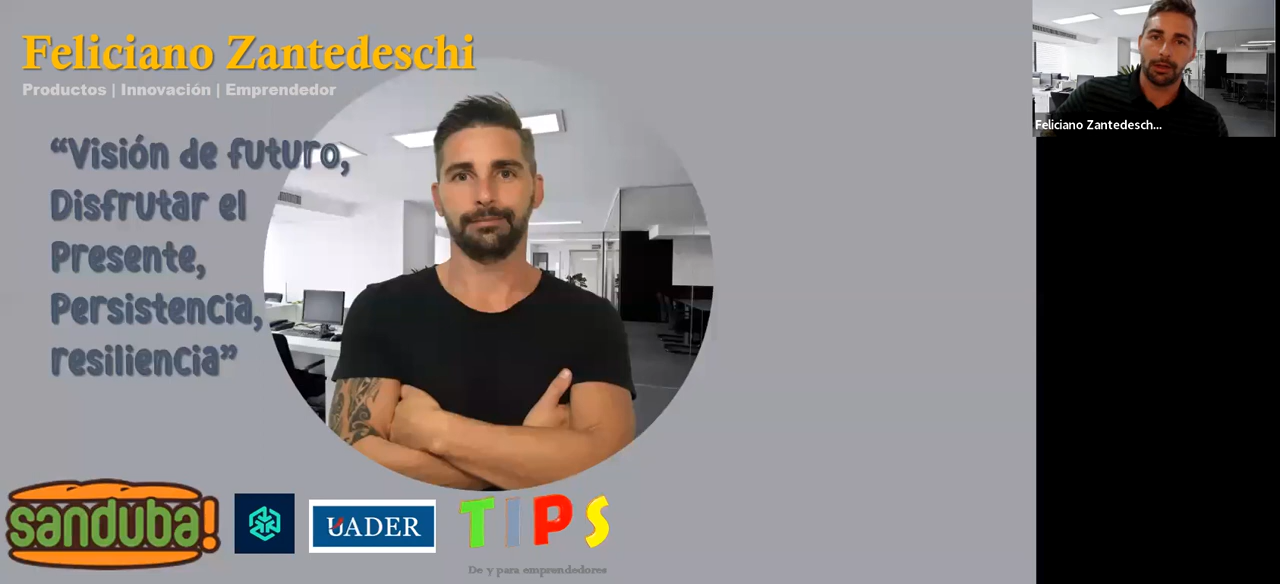 Feliciano Zantedeschi
Productos | Innovación | Emprendedor
“Visión de futuro,
Disfrutar el
Presente,
Persistencia,
resiliencia”
sanduba!
UADER
TIPS
De y para emprendedores
Feliciano Zantedesch...